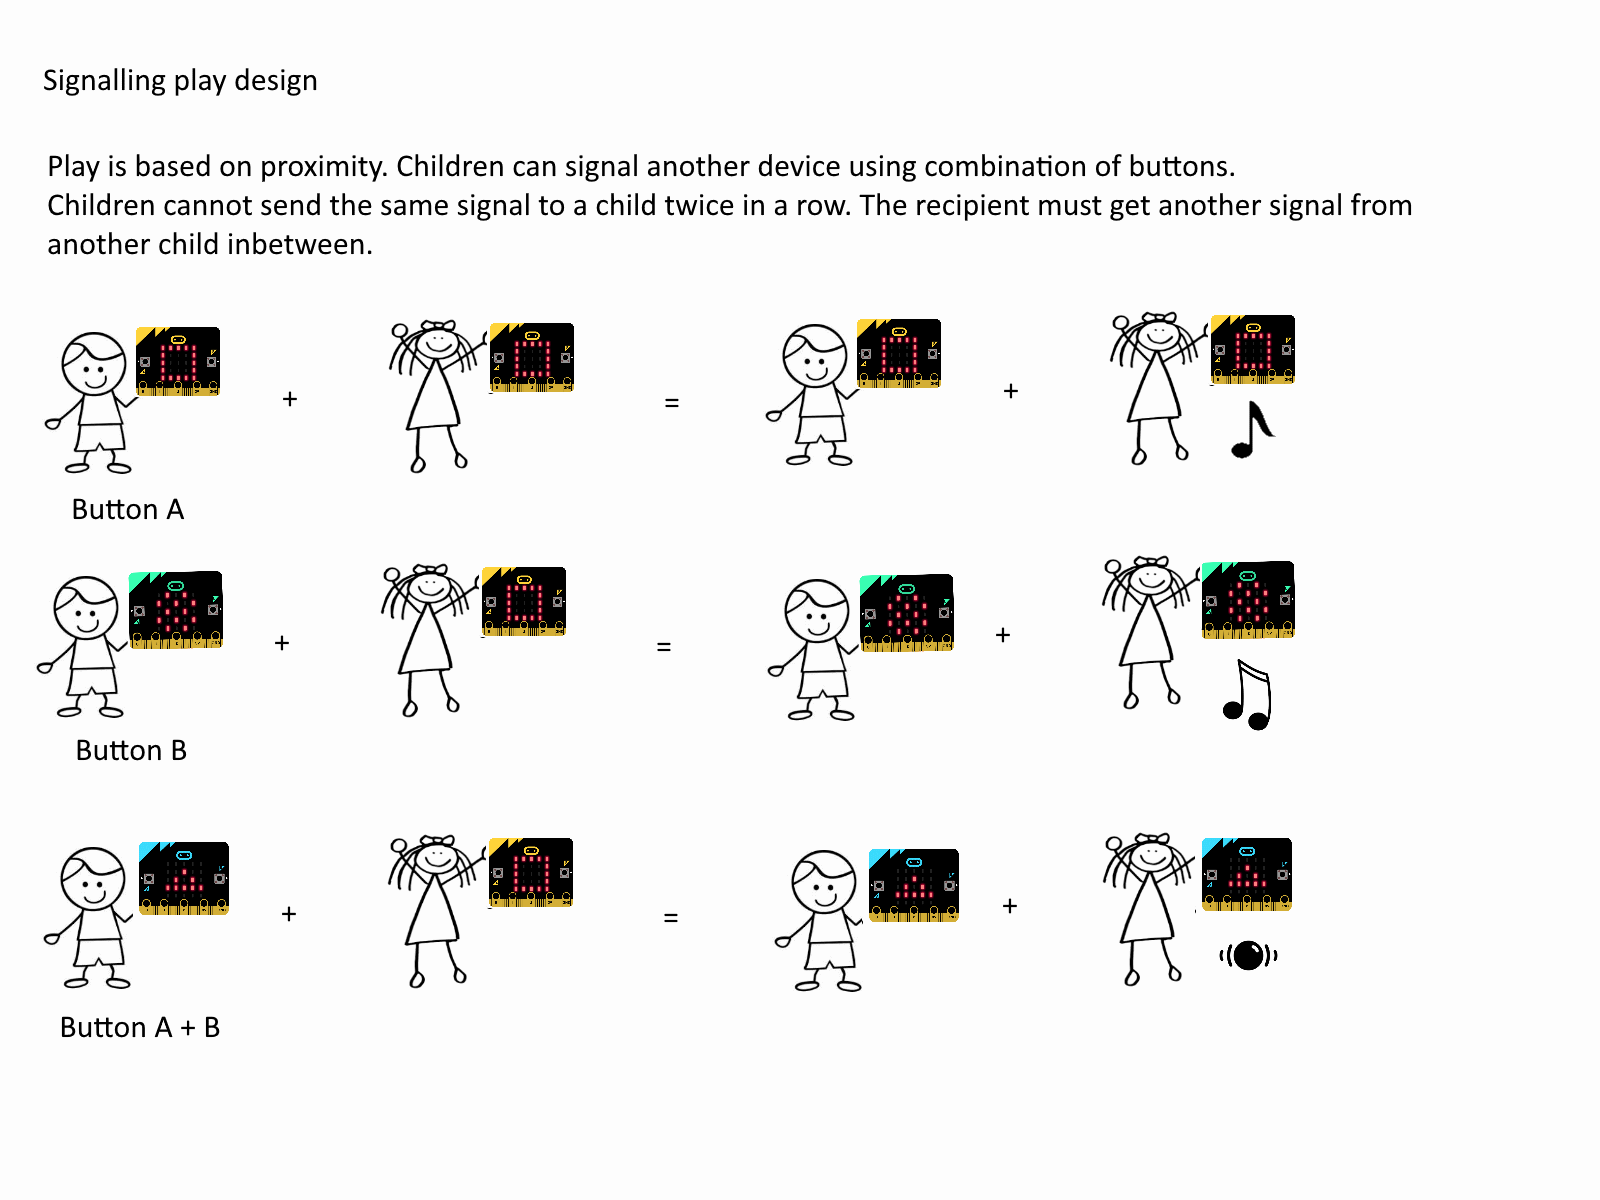 Signalling play design
Play is based on proximity. Children can signal another device using combination of buttons.
Children cannot send the same signal to a child twice in a row. The recipient must get another signal from
another child inbetween.
+ = +
Button A
+ = +
Button B
+ = +
Button A + B